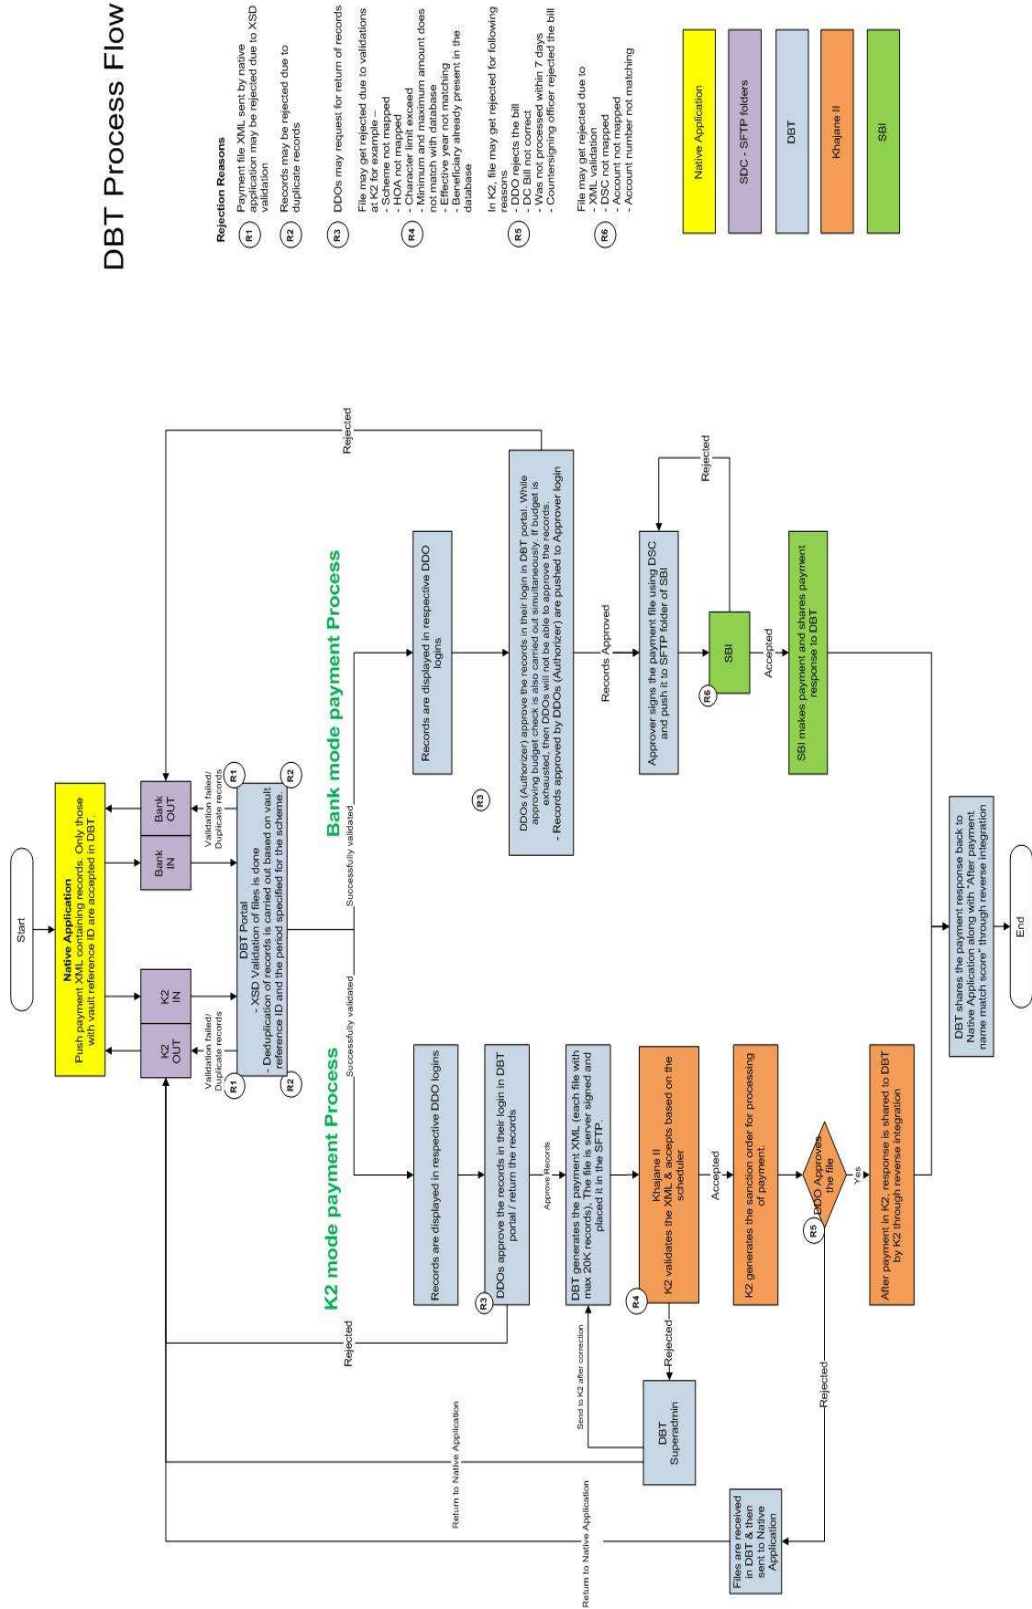 DBT Process Flow
Start
Native Application
Push payment XML containing records. Only those
with vault reference ID are accepted in DBT.
K2
OUT
K2
IN
Bank
IN
Bank
OUT
Validation failed/
Duplicate records
Validation failed/
Duplicate records
R1
R1
DBT Portal
- XSD Validation of files is done
- Deduplication of records is carried out based on vault
reference ID and the period specified for the scheme.
R2
R2
Successfully validated
Successfully validated
K2 mode payment Process
Records are displayed in respective DDO logins
R3
DDOs approve the records in their login in DBT
portal / return the records
Rejected
Approve Records
DBT generates the payment XML (each file with
max 20K records). The file is server signed and
placed it in the SFTP.
R4
Khajane II
K2 validates the XML & accepts based on the
scheduler
Rejected
DBT
Superadmin
Send to K2 after correction
Return to Native Application
Accepted
K2 generates the sanction order for processing
of payment.
R5
DDO Approves
the file
Rejected
Files are received
in DBT & then
sent to Native
Application
Return to Native Application
Yes
After payment in K2, response is shared to DBT
by K2 through reverse integration
Bank mode payment Process
Records are displayed in respective DDO
logins
R3
DDOs (Authorizer) approve the records in their login in DBT portal. While
approving budget check is also carried out simultaneously. If budget is
exhausted, then DDOs will not be able to approve the records.
- Records approved by DDOs (Authorizer) are pushed to Approver login
Rejected
Records Approved
Approver signs the payment file using DSC
and push it to SFTP folder of SBI
Rejected
R6
SBI
Accepted
SBI makes payment and shares payment
response to DBT
DBT shares the payment response back to
Native Application along with "After payment
name match score" through reverse integration
End
Rejection Reasons
R1
Payment file XML sent by native
application may be rejected due to XSD
validation
R2
Records may be rejected due to
duplicate records
R3
DDOs may request for return of records
R4
File may get rejected due to validations
at K2 for example –
- Scheme not mapped
- HOA not mapped
- Character limit exceed
- Minimum and maximum amount does
not match with database
- Effective year not matching
- Beneficiary already present in the
database
R5
In K2, file may get rejected for following
reasons
- DDO rejects the bill
- DC Bill not correct
- Was not processed within 7 days
- Countersigning officer rejected the bill
R6
File may get rejected due to
- XML validation
- DSC not mapped
- Account not mapped
- Account number not matching
Native Application
SDC - SFTP folders
DBT
Khajane II
SBI